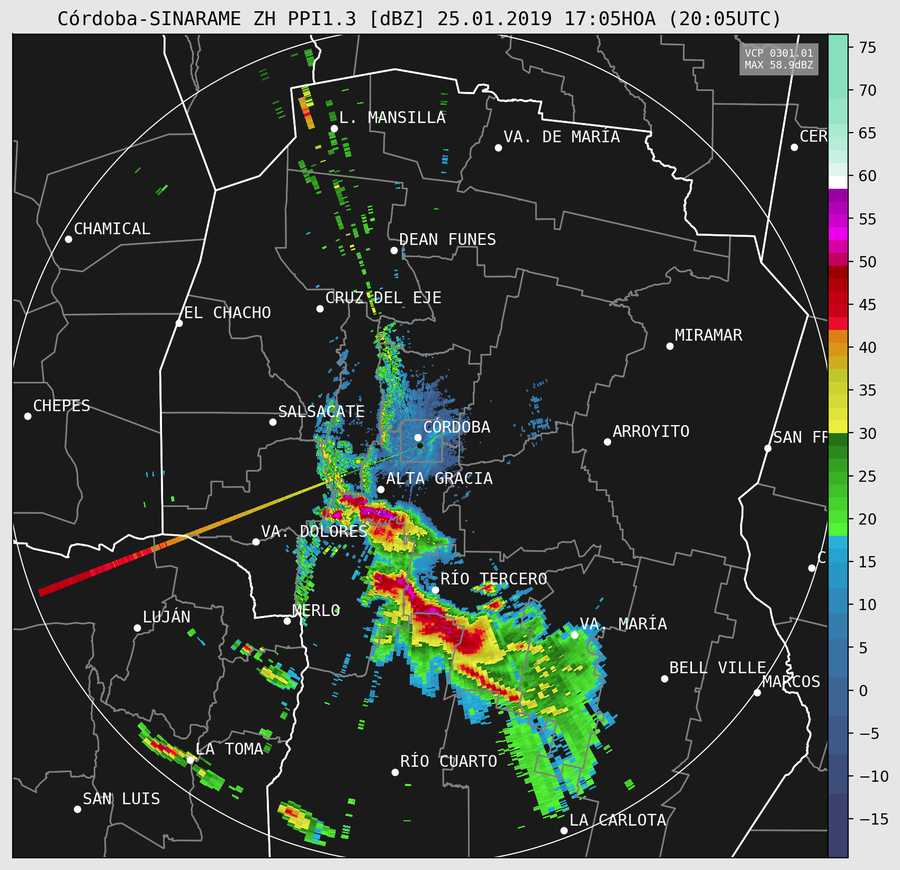 Córdoba-SINARAME ZH PPI1.3 [dBZ] 25.01.2019 17:05HOA (20:05UTC)
VCP 0301.01
MAX 58.9dBZ
L. MANSILLA
VA. DE MARÍA
CER
CHAMICAL
DEAN FUNES
CRUZ DEL EJE
EL CHACHO
MIRAMAR
CHEPES
SALSACATE
CÓRDOBA
ARROYITO
SAN FR
ALTA GRACIA
VA. DOLORES
C
RÍO TERCERO
LUJÁN
MERLO
VA. MARÍA
BELL VILLE
MARCOS
LA TOMA
RÍO CUARTO
SAN LUIS
LA CARLOTA
75
70
65
60
55
50
45
40
35
30
25
20
15
10
5
0
−5
−10
−15